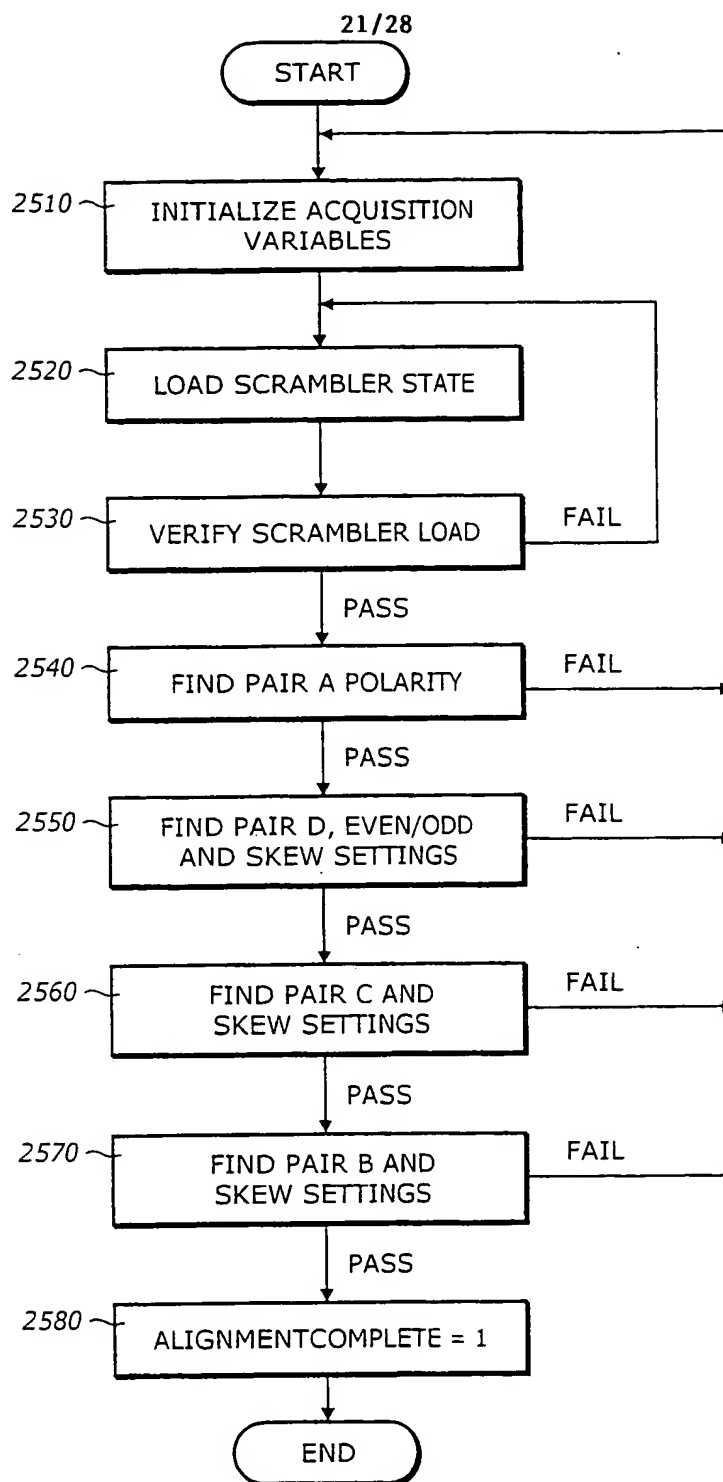 21/28
START
2510
INITIALIZE ACQUISITION
VARIABLES
2520
LOAD SCRAMBLER STATE
2530
VERIFY SCRAMBLER LOAD
FAIL
PASS
2540
FIND PAIR A POLARITY
FAIL
PASS
2550
FIND PAIR D, EVEN/ODD
AND SKEW SETTINGS
FAIL
PASS
2560
FIND PAIR C AND
SKEW SETTINGS
FAIL
PASS
2570
FIND PAIR B AND
SKEW SETTINGS
FAIL
PASS
2580
ALIGNMENTCOMPLETE = 1
END